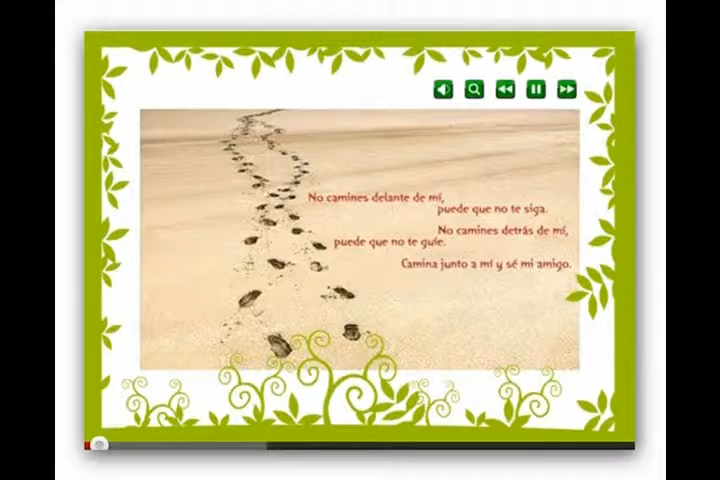 No camines delante de mí,
puede que no te siga.
No camines detrás de mí,
puede que no te guíe.
Camina junto a mí y sé mi amigo.